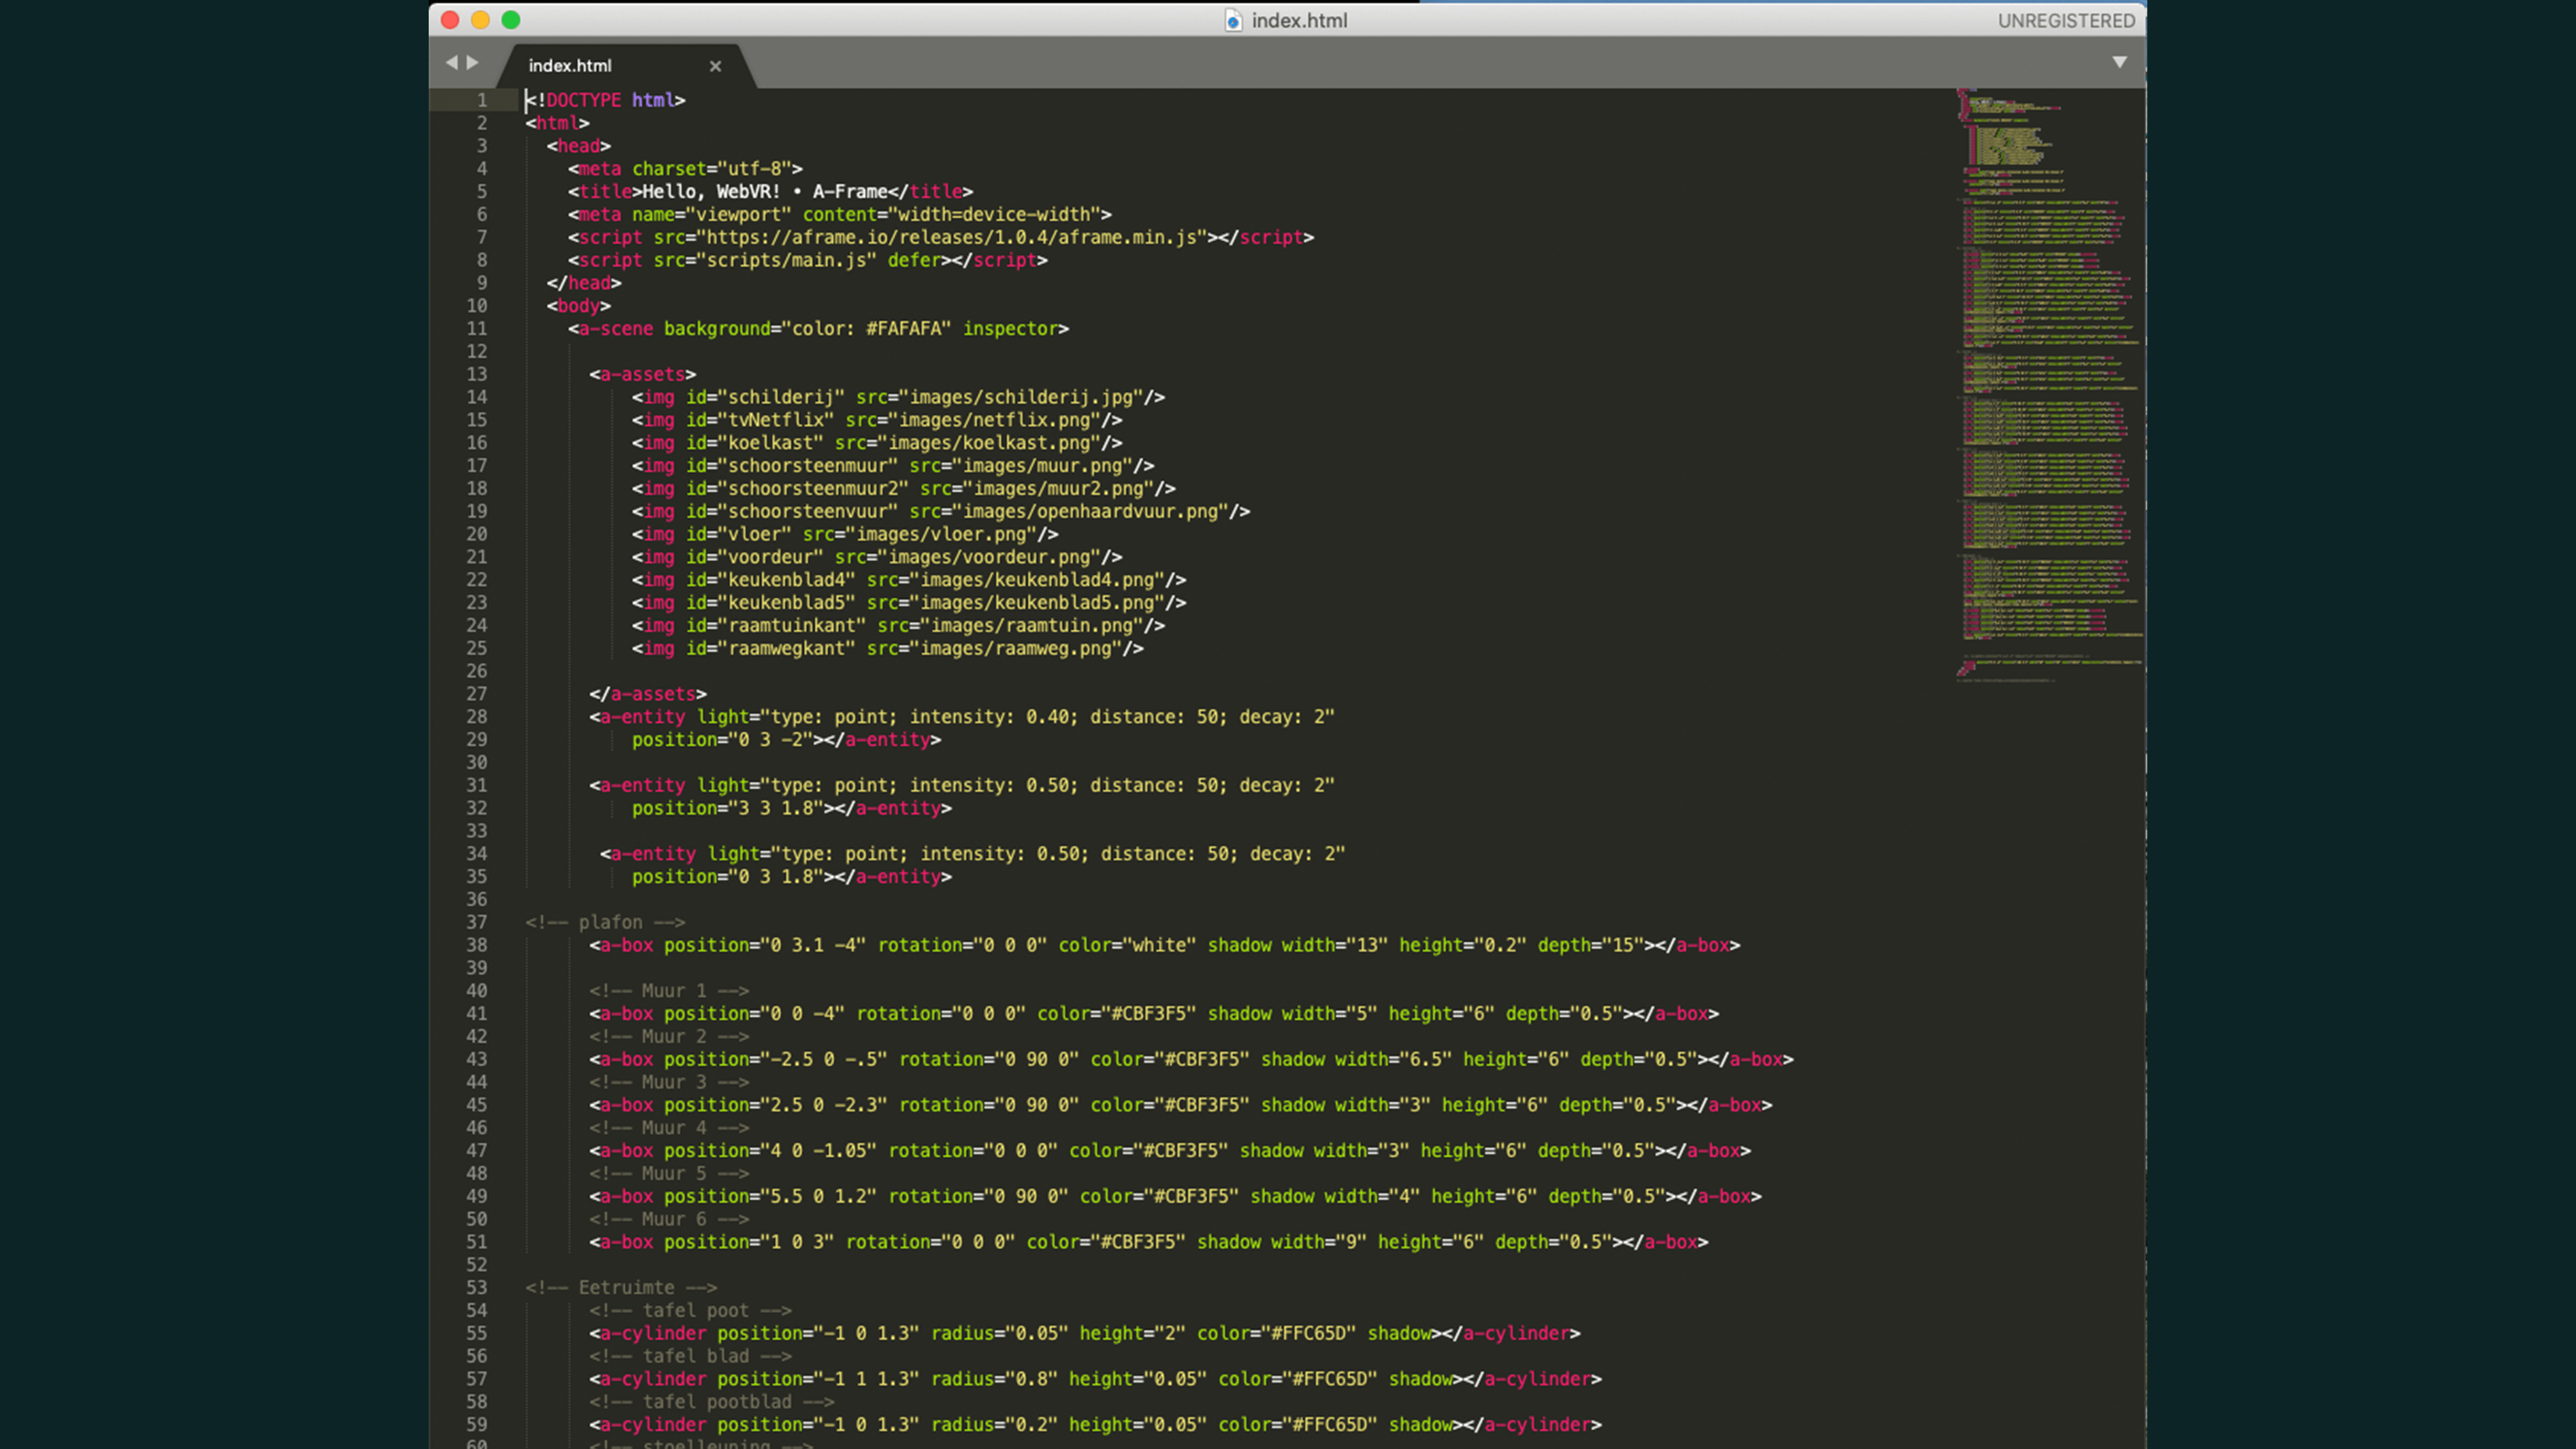 index.html
UNREGISTERED
index.html
1 <!DOCTYPE html>
2 <html>
3 <head>
4 <meta charset="utf-8">
5 <title>Hello, WebVR! • A-Frame</title>
6 <meta name="viewport" content="width=device-width">
7 <script src="https://aframe.io/releases/1.0.4/aframe.min.js"></script>
8 <script src="scripts/main.js" defer></script>
9 </head>
10 <body>
11 <a-scene background="color: #FAFAFA" inspector>
12
13 <a-assets>
14 <img id="schilderij" src="images/schilderij.jpg"/>
15 <img id="tvNetflix" src="images/netflix.png"/>
16 <img id="koelkast" src="images/koelkast.png"/>
17 <img id="schoorsteenmuur" src="images/muur.png"/>
18 <img id="schoorsteenmuur2" src="images/muur2.png"/>
19 <img id="schoorsteenvuur" src="images/openhaardvuur.png"/>
20 <img id="vloer" src="images/vloer.png"/>
21 <img id="voordeur" src="images/voordeur.png"/>
22 <img id="keukenblad4" src="images/keukenblad4.png"/>
23 <img id="keukenblad5" src="images/keukenblad5.png"/>
24 <img id="raamtuinkant" src="images/raamtuin.png"/>
25 <img id="raamwegkant" src="images/raamweg.png"/>
26
27 </a-assets>
28 <a-entity light="type: point; intensity: 0.40; distance: 50; decay: 2"
29 position="0 3 -2"></a-entity>
30
31 <a-entity light="type: point; intensity: 0.50; distance: 50; decay: 2"
32 position="3 3 1.8"></a-entity>
33
34 <a-entity light="type: point; intensity: 0.50; distance: 50; decay: 2"
35 position="0 3 1.8"></a-entity>
36
37 <!-- plafon -->
38 <a-box position="0 3.1 -4" rotation="0 0 0" color="white" shadow width="13" height="0.2" depth="15"></a-box>
39
40 <!-- Muur 1 -->
41 <a-box position="0 0 -4" rotation="0 0 0" color="#CBF3F5" shadow width="5" height="6" depth="0.5"></a-box>
42 <!-- Muur 2 -->
43 <a-box position="-2.5 0 -.5" rotation="0 90 0" color="#CBF3F5" shadow width="6.5" height="6" depth="0.5"></a-box>
44 <!-- Muur 3 -->
45 <a-box position="2.5 0 -2.3" rotation="0 90 0" color="#CBF3F5" shadow width="3" height="6" depth="0.5"></a-box>
46 <!-- Muur 4 -->
47 <a-box position="4 0 -1.05" rotation="0 0 0" color="#CBF3F5" shadow width="3" height="6" depth="0.5"></a-box>
48 <!-- Muur 5 -->
49 <a-box position="5.5 0 1.2" rotation="0 90 0" color="#CBF3F5" shadow width="4" height="6" depth="0.5"></a-box>
50 <!-- Muur 6 -->
51 <a-box position="1 0 3" rotation="0 0 0" color="#CBF3F5" shadow width="9" height="6" depth="0.5"></a-box>
52
53 <!-- Eetruimte -->
54 <!-- tafel poot -->
55 <a-cylinder position="-1 0 1.3" radius="0.05" height="2" color="#FFC65D" shadow></a-cylinder>
56 <!-- tafel blad -->
57 <a-cylinder position="-1 1 1.3" radius="0.8" height="0.05" color="#FFC65D" shadow></a-cylinder>
58 <!-- tafel pootblad -->
59 <a-cylinder position="-1 0 1.3" radius="0.2" height="0.05" color="#FFC65D" shadow></a-cylinder>
60 <!-- stoelleuning -->